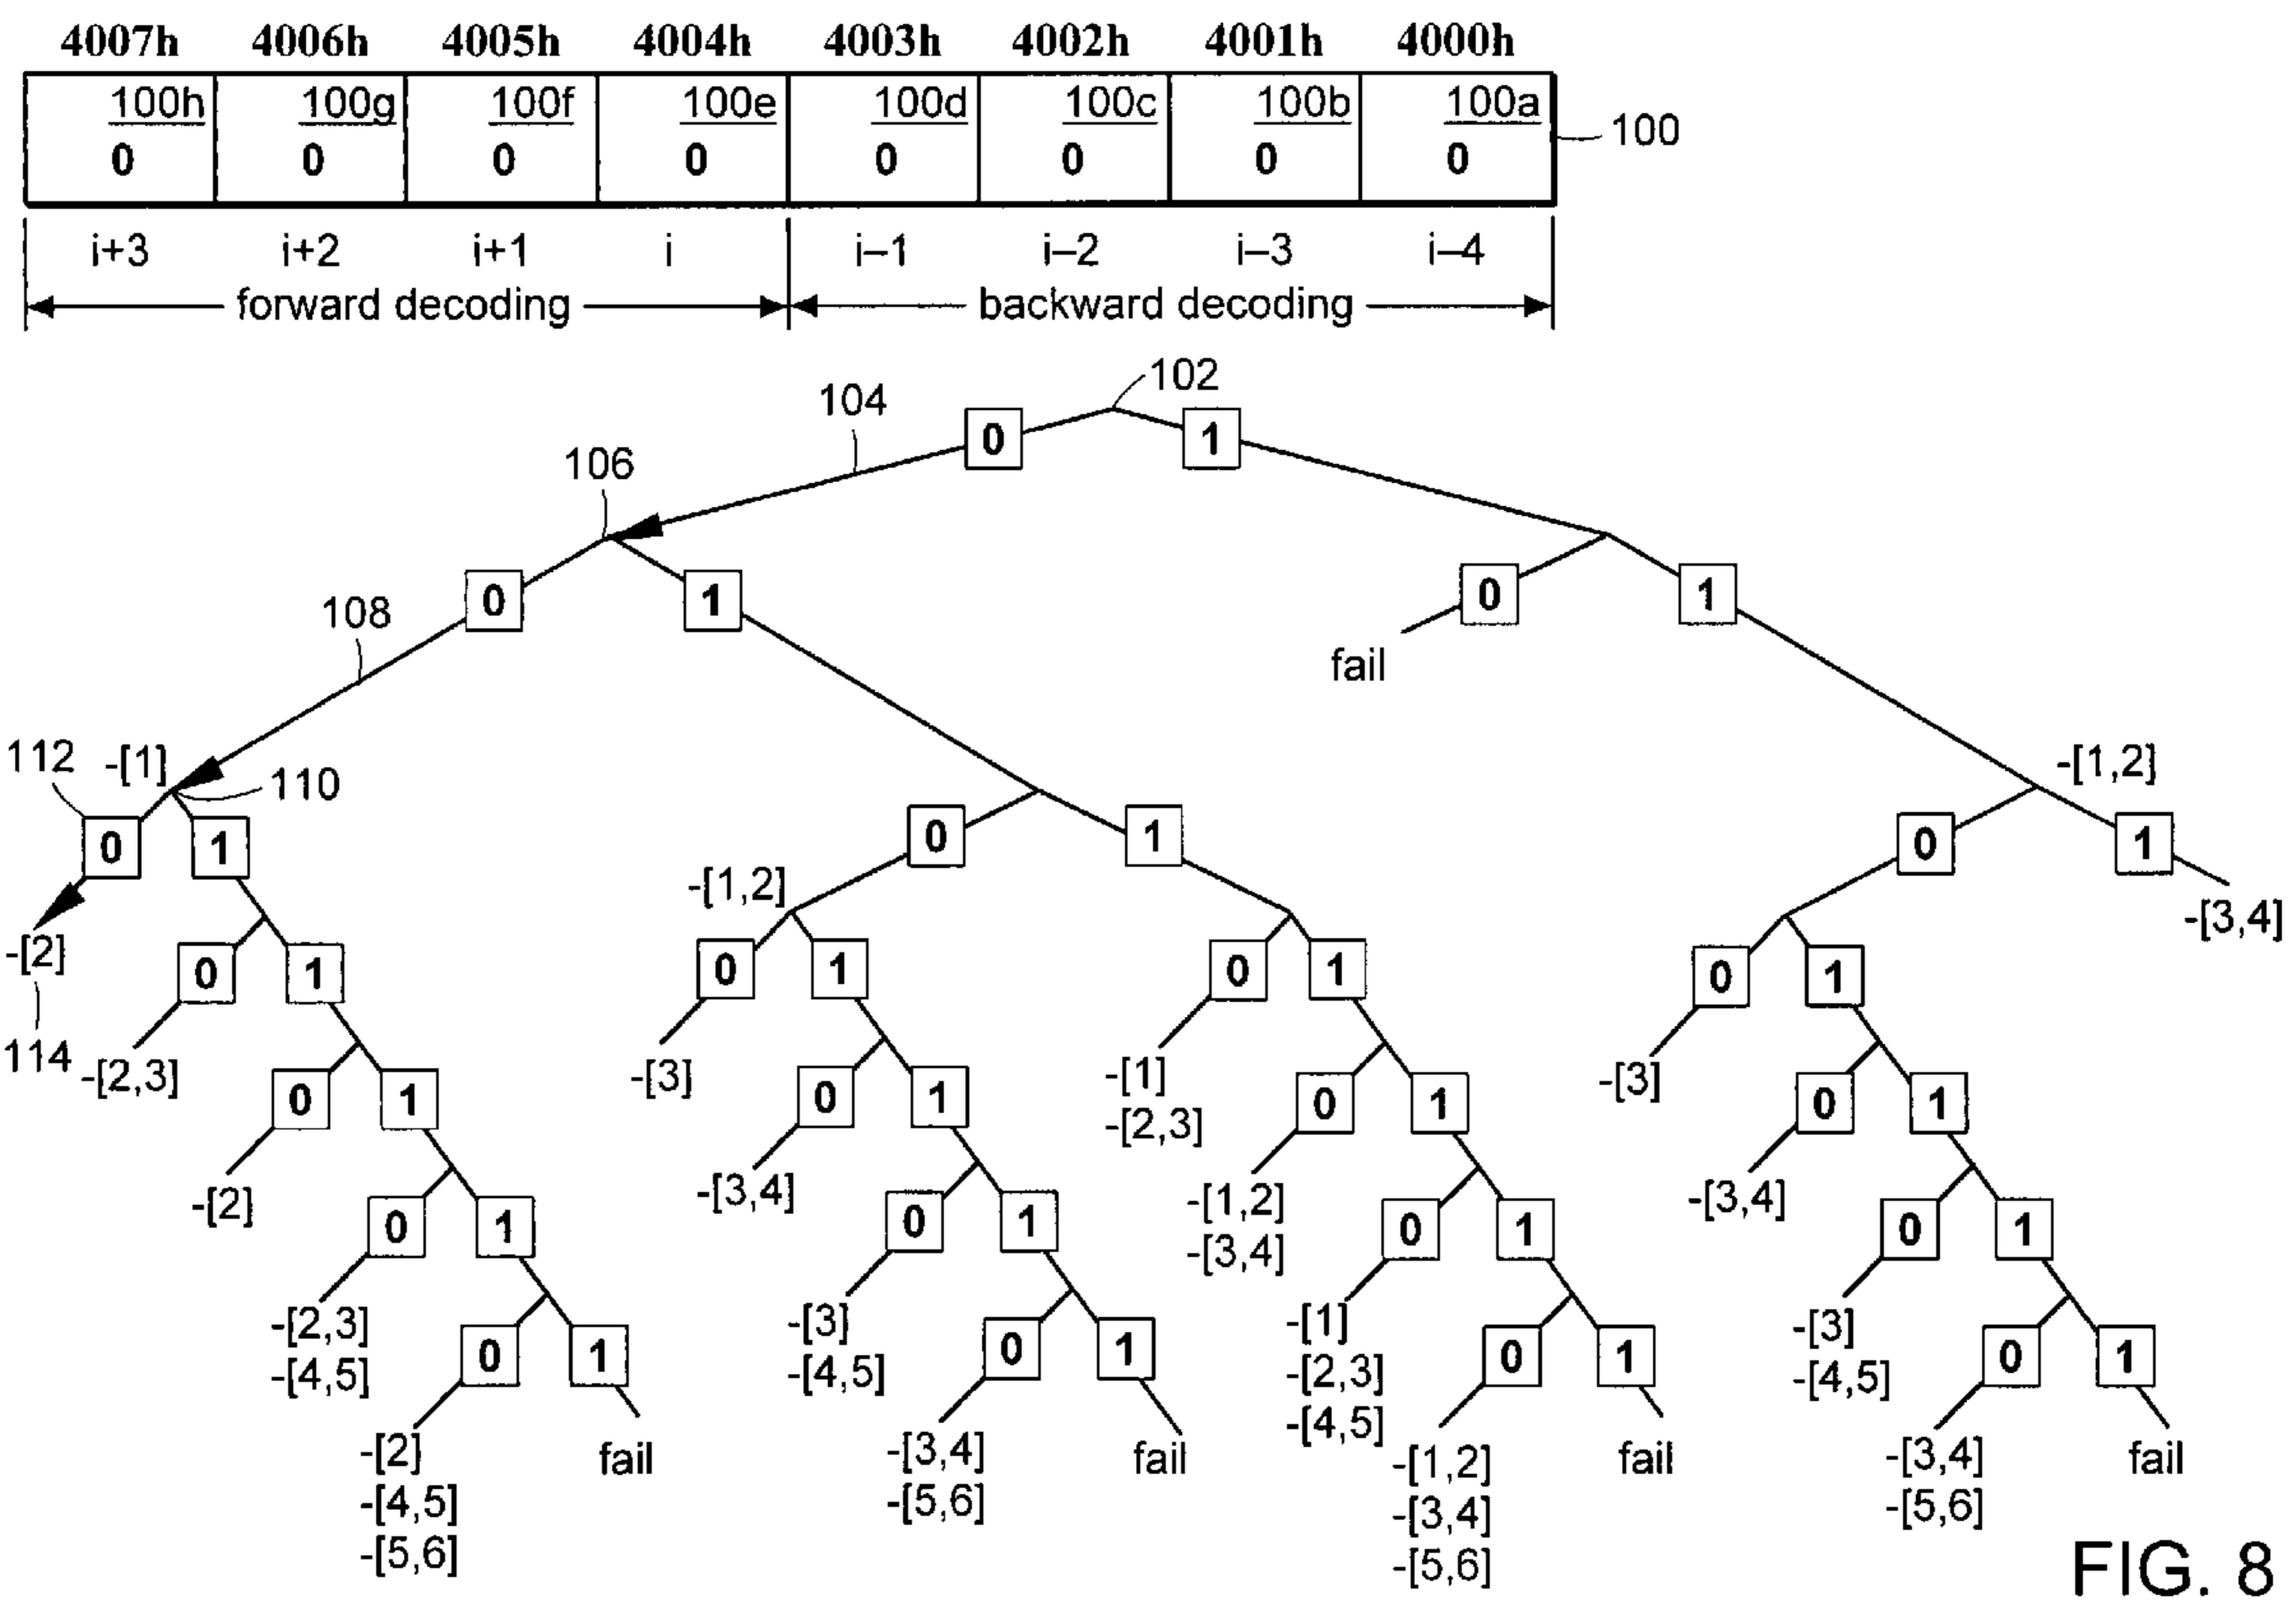 4007h 4006h 4005h 4004h 4003h 4002h 4001h 4000h
100h 100g 100f 100e 100d 100c 100b 100a
0 0 0 0 0 0 0 0
100
i+3 i+2 i+1 i i–1 i–2 i–3 i–4
forward decoding backward decoding
102
104
0 1
106
0 1 0 1
108
fail
112 -[1] 110 -[1,2]
0 1 0 1 0 1
-[1,2]
-[3,4]
-[2]
0 1 0 1 0 1 0 1
114 -[2,3] -[3] -[1] -[3]
-[2,3]
0 1 0 1 0 1 0 1
-[2] -[3,4] -[1,2] -[3,4]
-[3,4]
0 1 0 1 0 1 0 1
-[2,3] -[3] -[1] -[3]
-[4,5] -[4,5] -[2,3] -[4,5]
-[4,5]
0 1 0 1 0 1 0 1
-[2] fail -[3,4] fail -[1,2] fail -[3,4] fail
-[4,5] -[5,6] -[3,4] -[5,6]
-[5,6] -[5,6]
FIG. 8